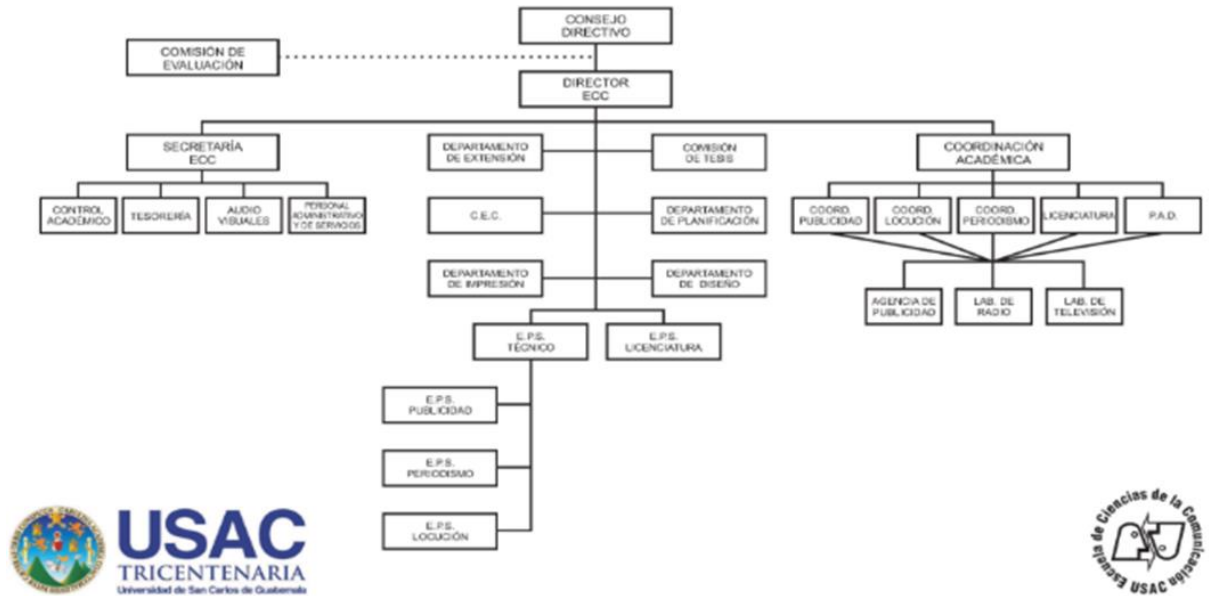 CONSEJO
DIRECTIVO
COMISIÓN DE
EVALUACIÓN
DIRECTOR
ECC
SECRETARÍA
ECC
DEPARTAMENTO
DE EXTENSIÓN
COMISIÓN
DE TESIS
COORDINACIÓN
ACADÉMICA
CONTROL
ACADÉMICO
TESORERÍA
AUDIO
VISUALES
PERSONAL
ADMINISTRATIVO
Y DE SERVICIOS
C.E.C.
DEPARTAMENTO
DE PLANIFICACIÓN
COORD.
PUBLICIDAD
COORD.
LOCUCIÓN
COORD.
PERIODISMO
LICENCIATURA
P.A.D.
DEPARTAMENTO
DE IMPRESIÓN
DEPARTAMENTO
DE DISEÑO
AGENCIA DE
PUBLICIDAD
LAB. DE
RADIO
LAB. DE
TELEVISIÓN
E.P.S.
TÉCNICO
E.P.S.
LICENCIATURA
E.P.S.
PUBLICIDAD
E.P.S.
PERIODISMO
E.P.S.
LOCUCIÓN
USAC
TRICENTENARIA
Universidad de San Carlos de Guatemala
Escuela de Ciencias de la Comunicación
USAC